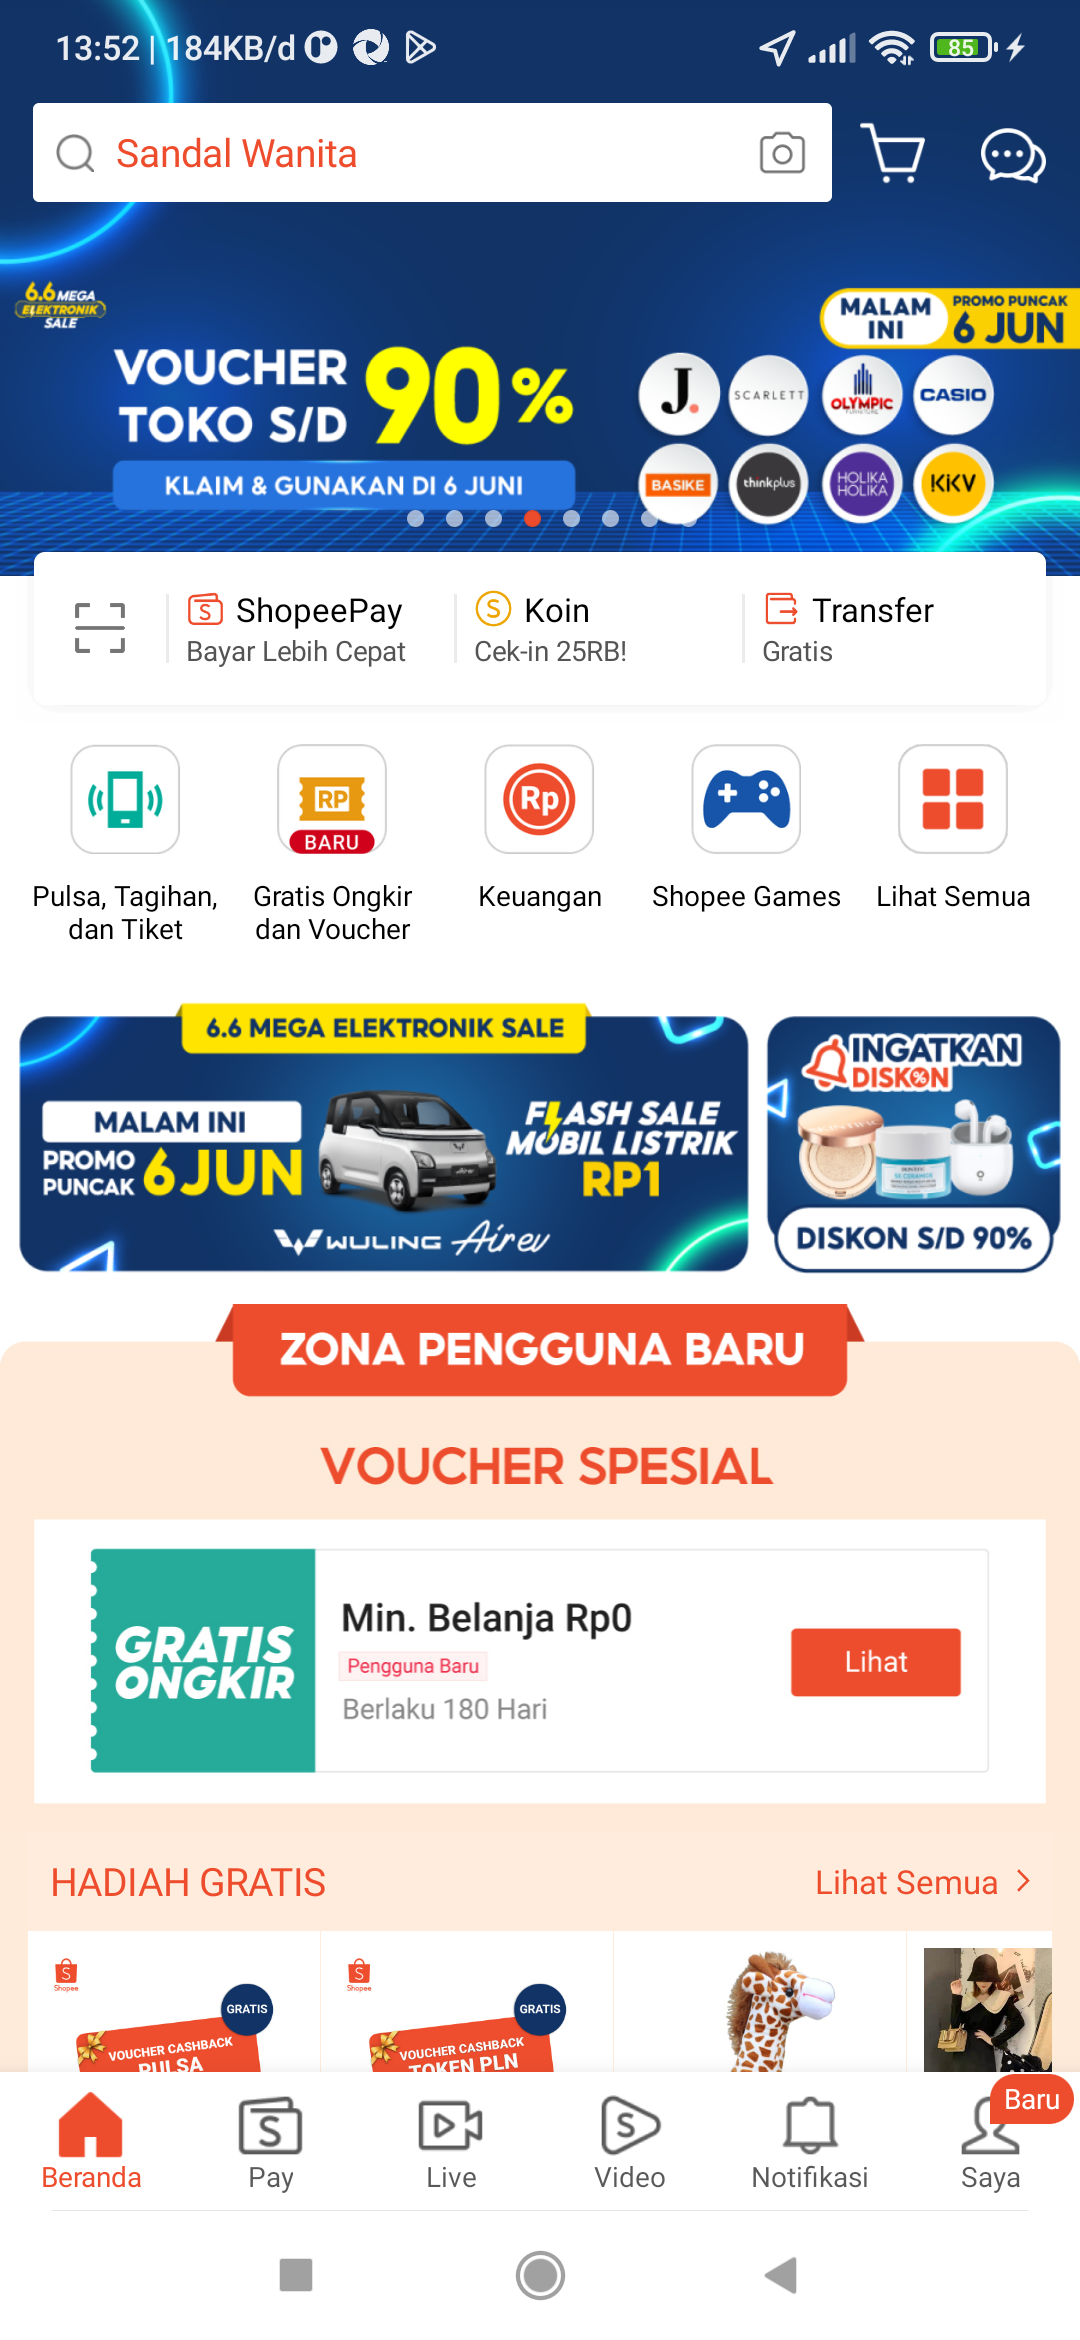 13:52 | 184KB/d
85
Sandal Wanita
6.6 MEGA
ELEKTRONIK
SALE
MALAM
INI
PROMO PUNCAK
6 JUN
VOUCHER
TOKO S/D
90%
KLAIM & GUNAKAN DI 6 JUNI
J.
SCARLETT
OLYMPIC
FURNITURE
CASIO
BASIKE
thinkplus
HOLIKA
HOLIKA
KKV
ShopeePay
Bayar Lebih Cepat
Koin
Cek-in 25RB!
Transfer
Gratis
RP
BARU
Rp
Pulsa, Tagihan,
dan Tiket
Gratis Ongkir
dan Voucher
Keuangan
Shopee Games
Lihat Semua
6.6 MEGA ELEKTRONIK SALE
MALAM INI
PROMO
PUNCAK
6 JUN
FLASH SALE
MOBIL LISTRIK
RP1
WULING Air ev
INGATKAN
DISKON
DISKON S/D 90%
ZONA PENGGUNA BARU
VOUCHER SPESIAL
GRATIS
ONGKIR
Min. Belanja Rp0
Pengguna Baru
Berlaku 180 Hari
Lihat
HADIAH GRATIS
Lihat Semua >
Shopee
GRATIS
VOUCHER CASHBACK
PULSA
Shopee
GRATIS
VOUCHER CASHBACK
TOKEN PLN
Baru
Beranda
Pay
Live
Video
Notifikasi
Saya